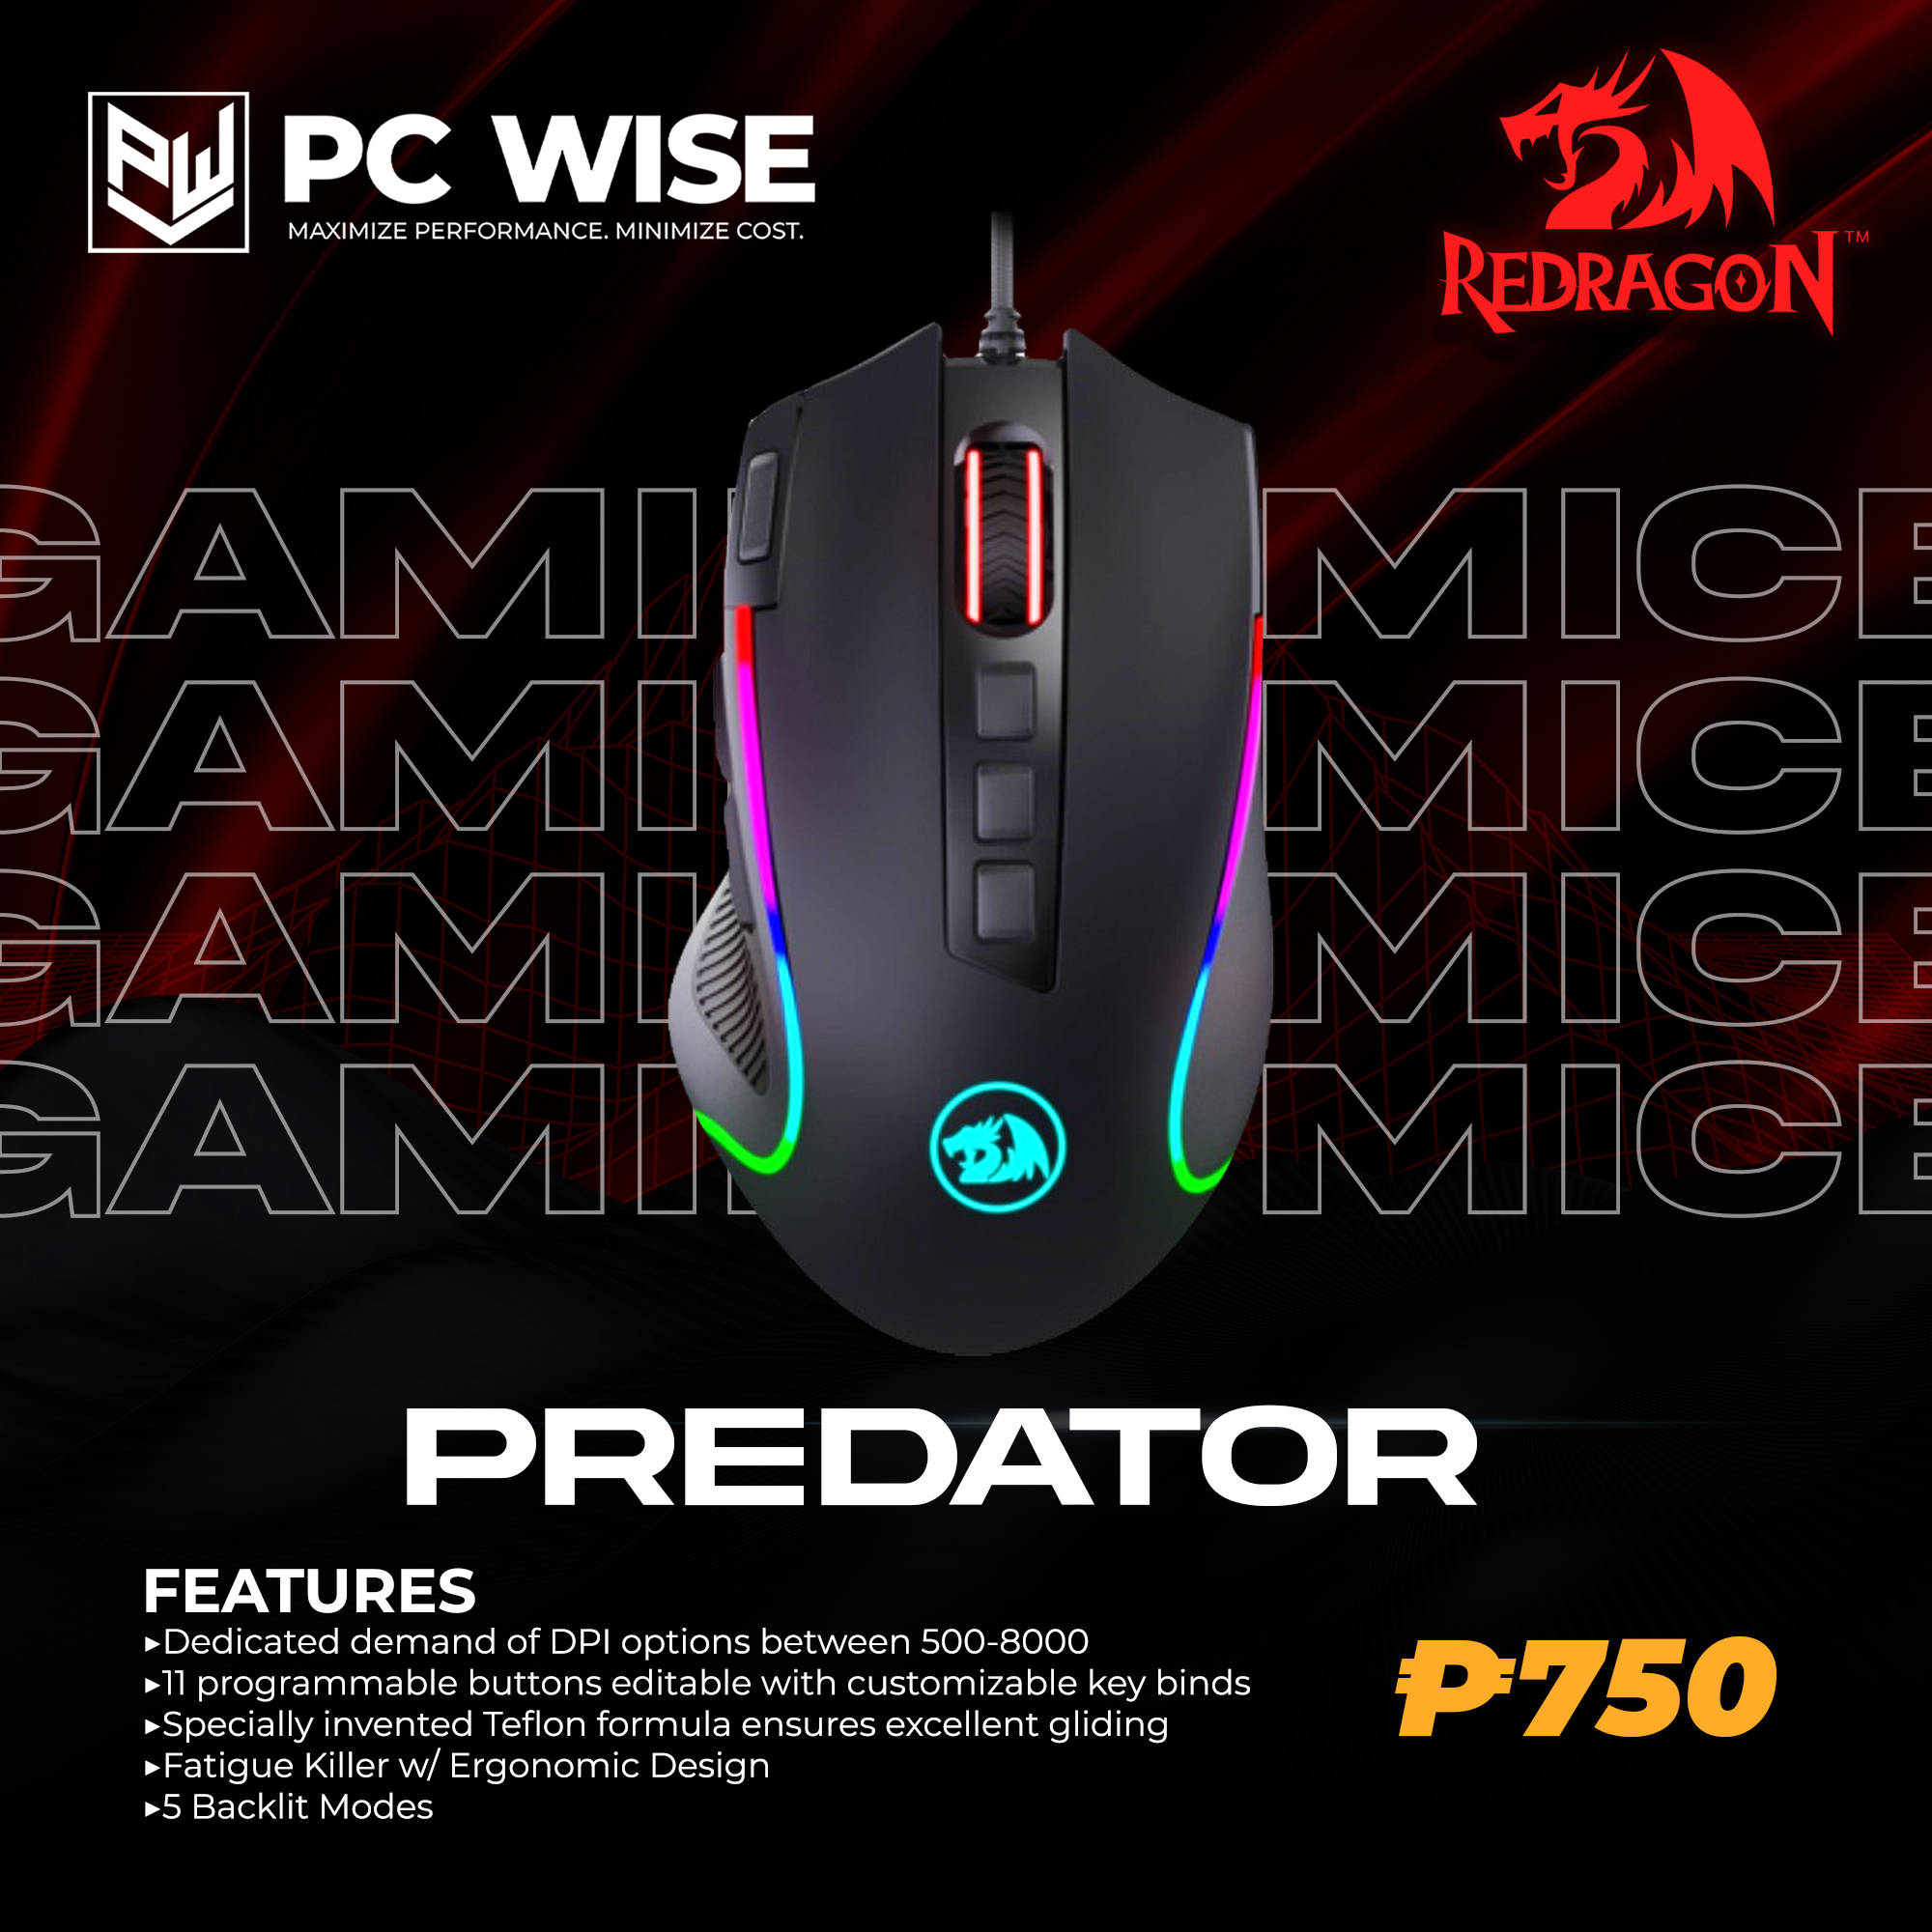 PW
PC WISE
MAXIMIZE PERFORMANCE. MINIMIZE COST.
REDRAGON™
GAMI MICE
GAMI MICE
GAMI MICE
GAMI MICE
PREDATOR
FEATURES
▸Dedicated demand of DPI options between 500-8000
▸11 programmable buttons editable with customizable key binds
▸Specially invented Teflon formula ensures excellent gliding
▸Fatigue Killer w/ Ergonomic Design
▸5 Backlit Modes
₱750